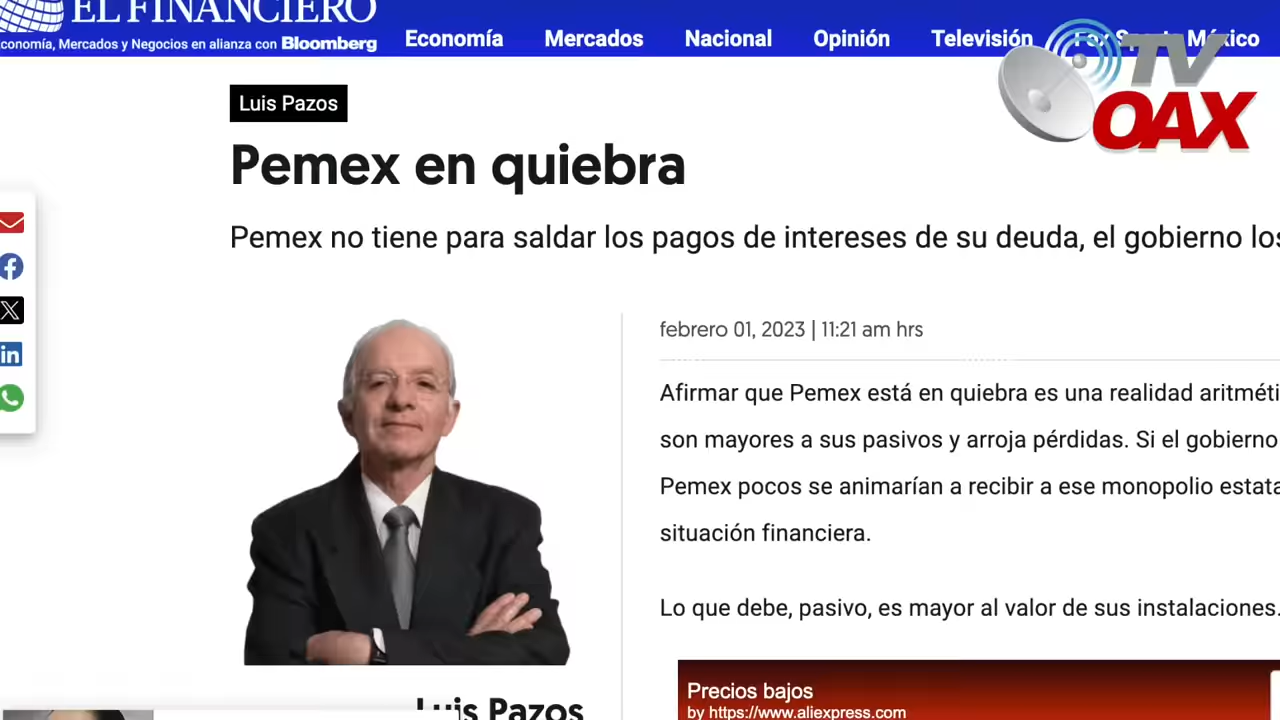 EL FINANCIERO
conomía, Mercados y Negocios en alianza con Bloomberg
Economía Mercados Nacional Opinión Televisión Fox Sports México
TV
OAX
Luis Pazos
Pemex en quiebra
Pemex no tiene para saldar los pagos de intereses de su deuda, el gobierno los
febrero 01, 2023 | 11:21 am hrs
Afirmar que Pemex está en quiebra es una realidad aritméti
son mayores a sus pasivos y arroja pérdidas. Si el gobierno
Pemex pocos se animarían a recibir a ese monopolio estata
situación financiera.
Lo que debe, pasivo, es mayor al valor de sus instalaciones.
Precios bajos
by https://www.aliexpress.com
Luis Pazos